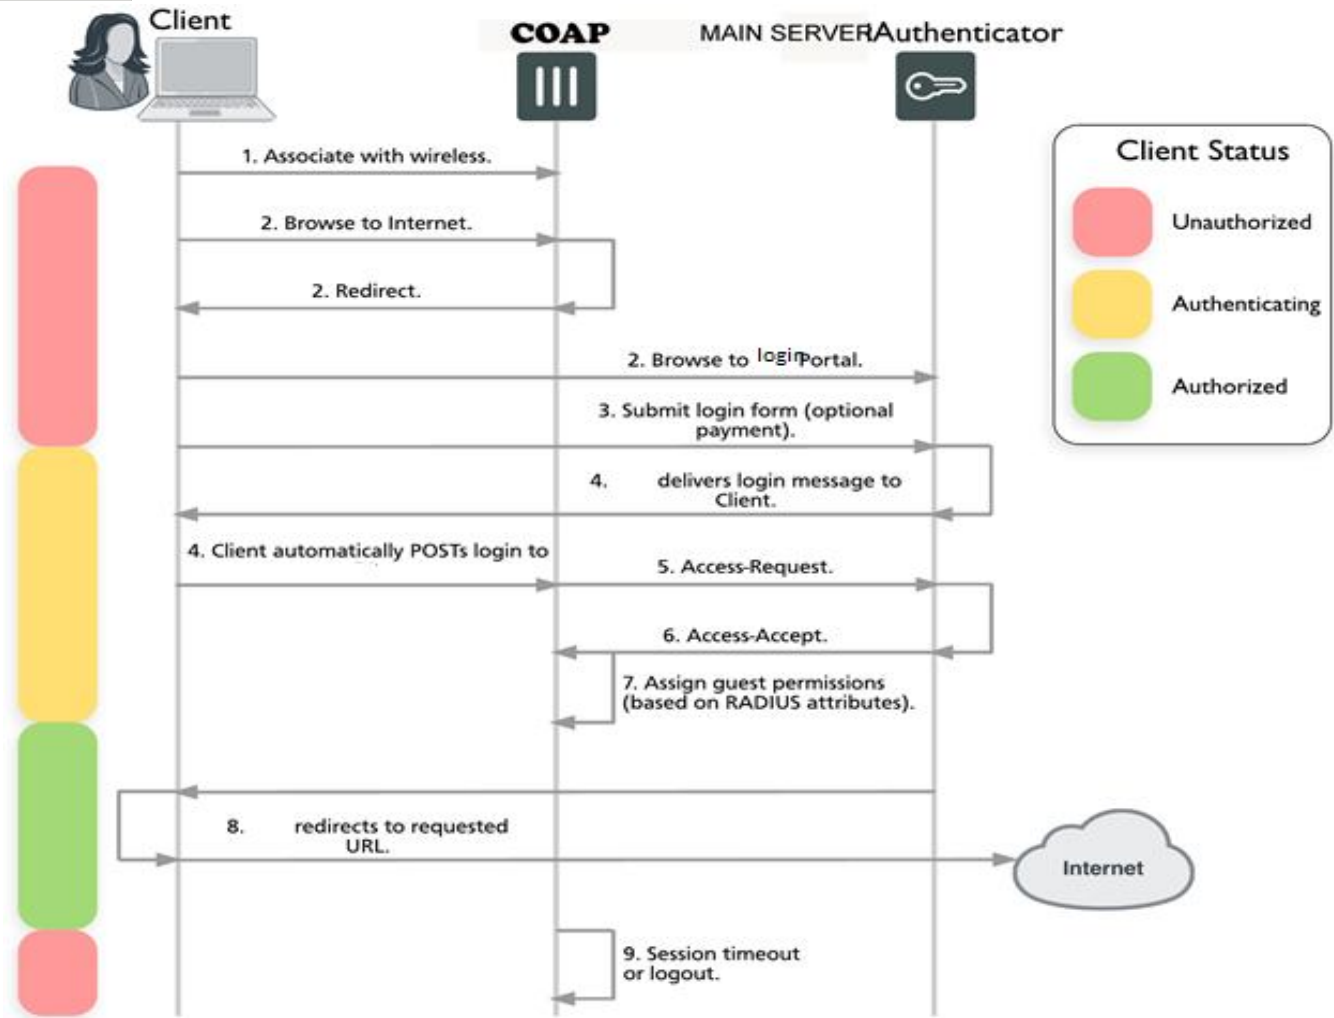 Client
COAP
MAIN SERVER/Authenticator
Client Status
Unauthorized
Authenticating
Authorized
1. Associate with wireless.
2. Browse to Internet.
2. Redirect.
2. Browse to login Portal.
3. Submit login form (optional
payment).
4. delivers login message to
Client.
4. Client automatically POSTs login to
5. Access-Request.
6. Access-Accept.
7. Assign guest permissions
(based on RADIUS attributes).
8. redirects to requested
URL.
Internet
9. Session timeout
or logout.